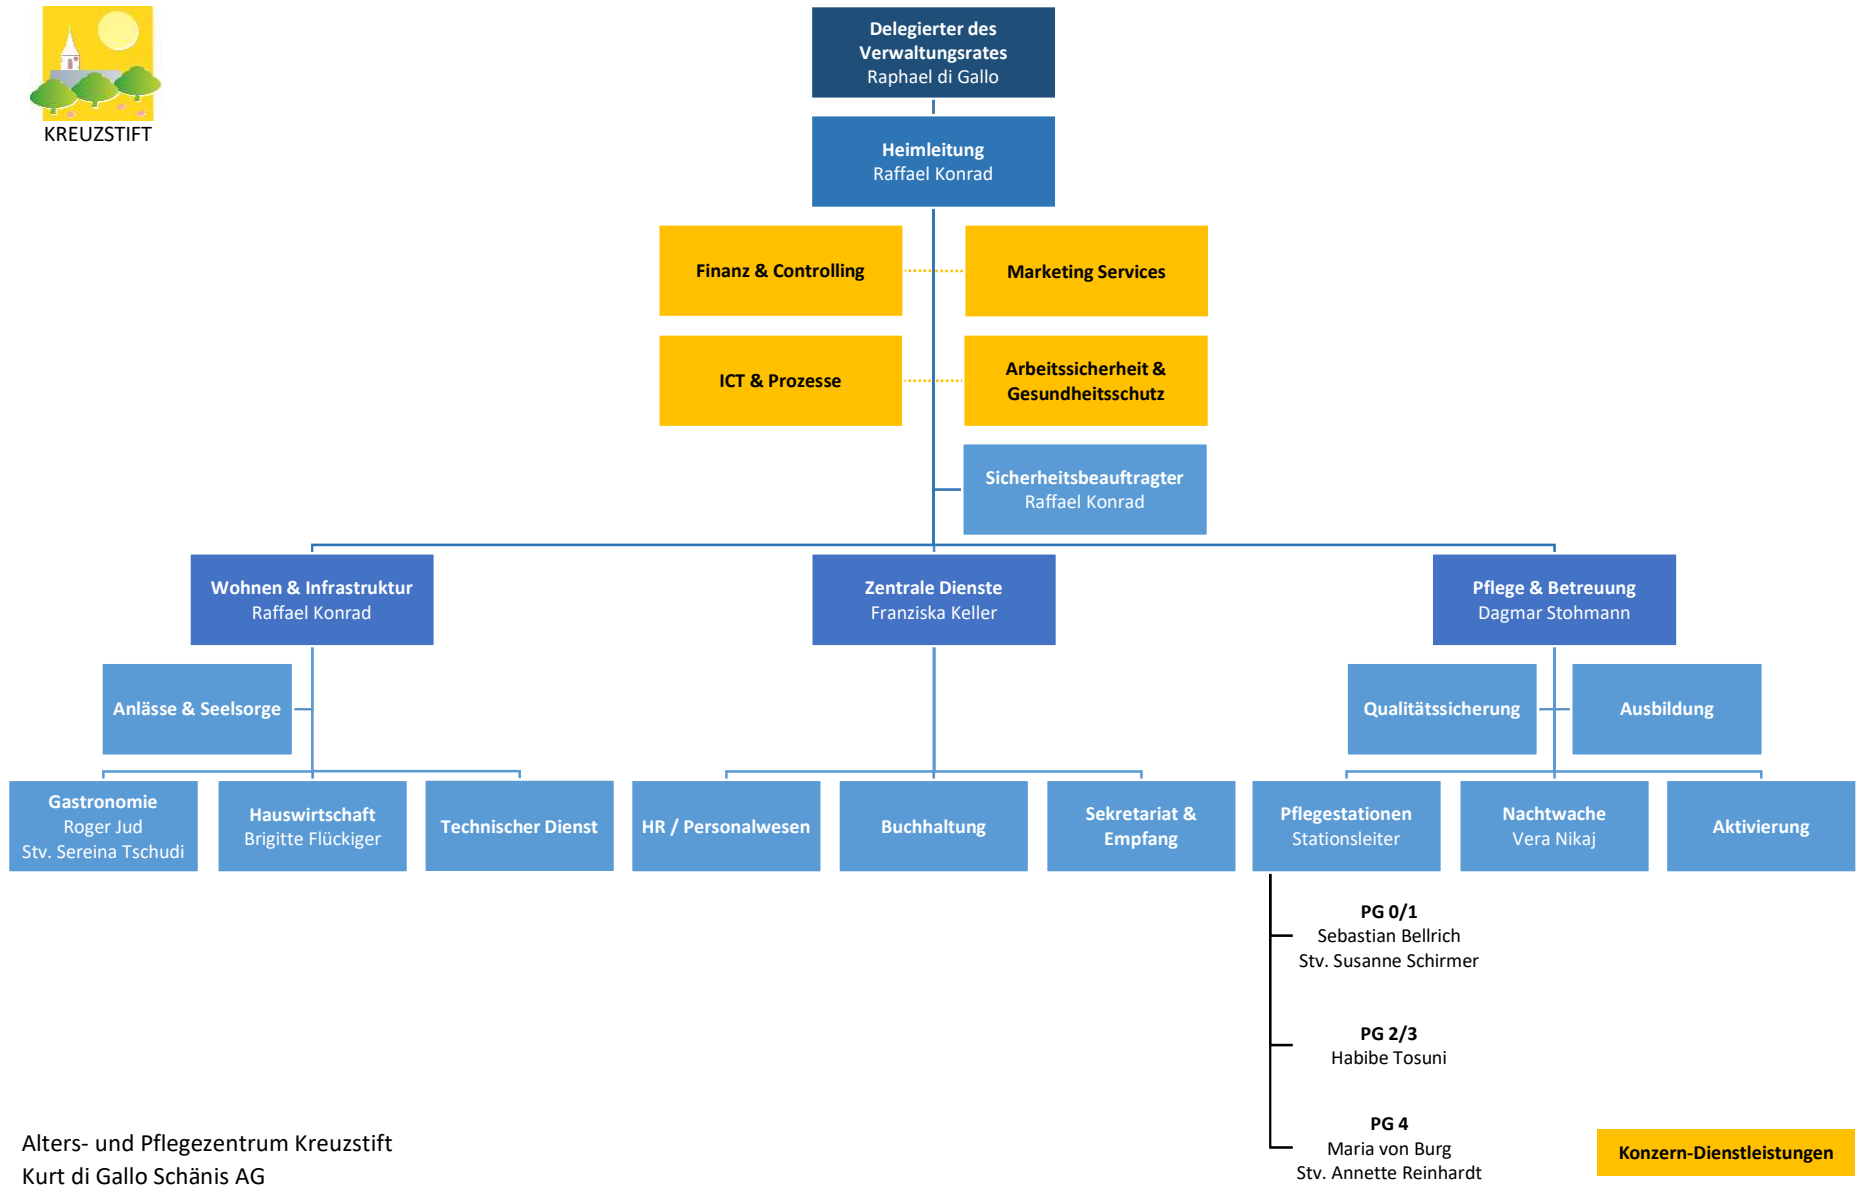 KREUZSTIFT
Delegierter des
Verwaltungsrates
Raphael di Gallo
Heimleitung
Raffael Konrad
Finanz & Controlling
Marketing Services
ICT & Prozesse
Arbeitssicherheit &
Gesundheitsschutz
Sicherheitsbeauftragter
Raffael Konrad
Wohnen & Infrastruktur
Raffael Konrad
Zentrale Dienste
Franziska Keller
Pflege & Betreuung
Dagmar Stohmann
Anlässe & Seelsorge
Qualitätssicherung
Ausbildung
Gastronomie
Roger Jud
Stv. Sereina Tschudi
Hauswirtschaft
Brigitte Flückiger
Technischer Dienst
HR / Personalwesen
Buchhaltung
Sekretariat &
Empfang
Pflegestationen
Stationsleiter
Nachtwache
Vera Nikaj
Aktivierung
PG 0/1
Sebastian Bellrich
Stv. Susanne Schirmer
PG 2/3
Habibe Tosuni
PG 4
Maria von Burg
Stv. Annette Reinhardt
Alters- und Pflegezentrum Kreuzstift
Kurt di Gallo Schänis AG
Konzern-Dienstleistungen